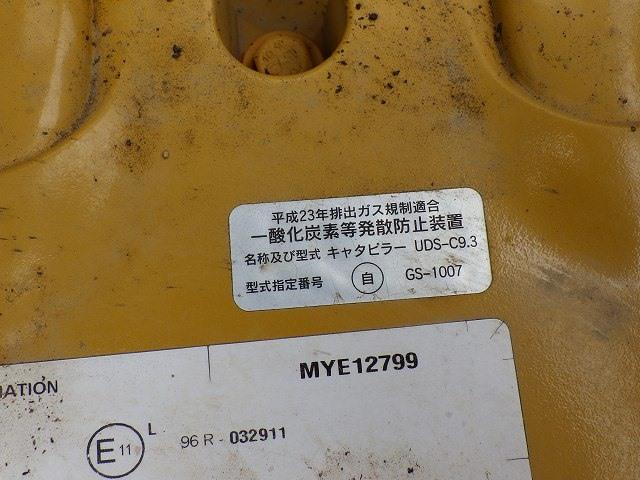 平成23年排出ガス規制適合
一酸化炭素等発散防止装置
名称及び型式 キャタピラー UDS-C9.3
型式指定番号 自 GS-1007
MYE12799
E11 L 96 R - 032911